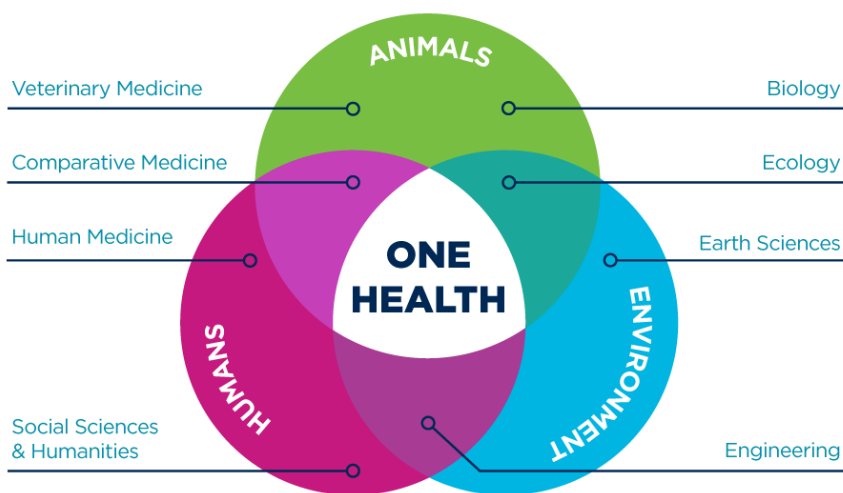 ANIMALS
Veterinary Medicine
Biology
Comparative Medicine
Ecology
Human Medicine
Earth Sciences
ONE
HEALTH
HUMANS
ENVIRONMENT
Social Sciences
& Humanities
Engineering